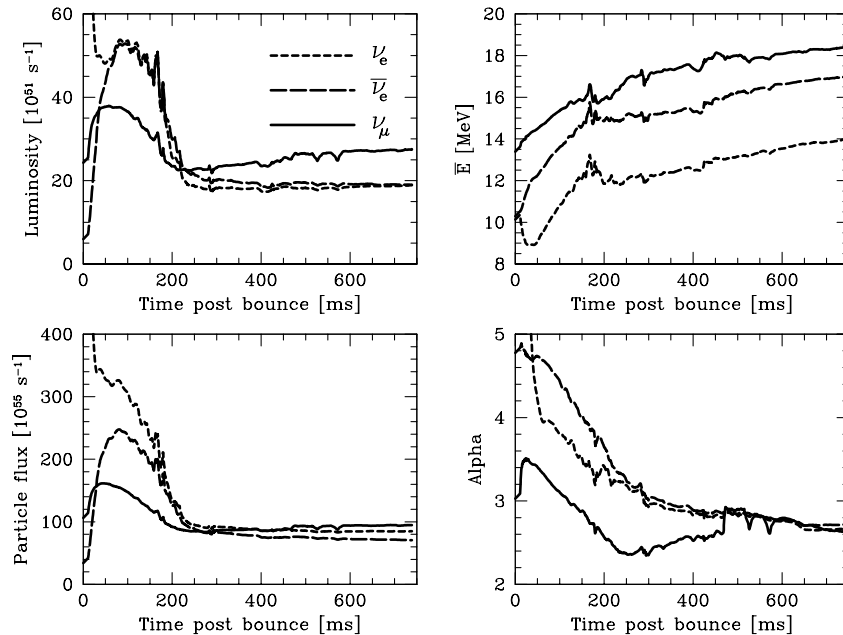 60
40
20
0
Luminosity [10⁵¹ s⁻¹]
ν_e
ν̅_e
ν_μ
0 200 400 600
Time post bounce [ms]
20
18
16
14
12
10
8
E̅ [MeV]
0 200 400 600
Time post bounce [ms]
400
300
200
100
0
Particle flux [10⁵⁵ s⁻¹]
0 200 400 600
Time post bounce [ms]
5
4
3
2
Alpha
0 200 400 600
Time post bounce [ms]